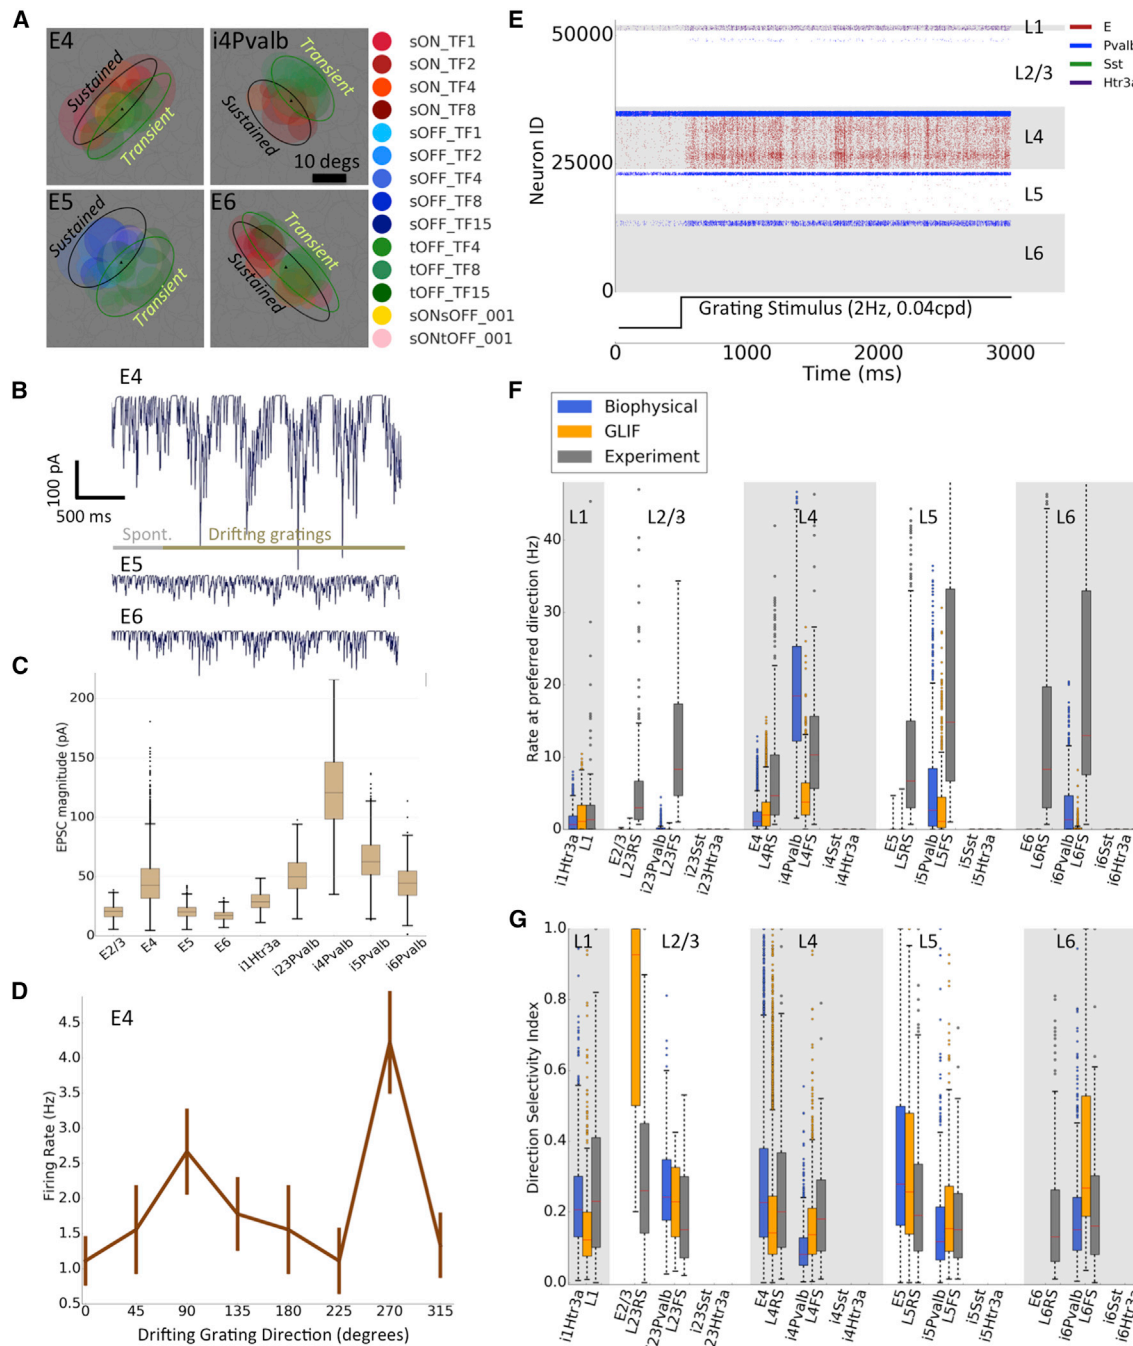 A
E4
Sustained
Transient
i4Pvalb
Transient
Sustained
10 degs
E5
Sustained
Transient
E6
Transient
Sustained
sON_TF1
sON_TF2
sON_TF4
sON_TF8
sOFF_TF1
sOFF_TF2
sOFF_TF4
sOFF_TF8
sOFF_TF15
tOFF_TF4
tOFF_TF8
tOFF_TF15
sONsOFF_001
sONtOFF_001
B
E4
100 pA
500 ms
Spont.
Drifting gratings
E5
E6
C
EPSC magnitude (pA)
200
150
100
50
0
E2/3
E4
E5
E6
i1Htr3a
i23Pvalb
i4Pvalb
i5Pvalb
i6Pvalb
D
E4
Firing Rate (Hz)
4.5
4.0
3.5
3.0
2.5
2.0
1.5
1.0
0.5
0 45 90 135 180 225 270 315
Drifting Grating Direction (degrees)
E
Neuron ID
50000
25000
0
L1
L2/3
L4
L5
L6
E
Pvalb
Sst
Htr3a
Grating Stimulus (2Hz, 0.04cpd)
0 1000 2000 3000
Time (ms)
F
Biophysical
GLIF
Experiment
Rate at preferred direction (Hz)
40
30
20
10
0
L1
L2/3
L4
L5
L6
i1Htr3a
L1
E2/3
L23RS
i23Pvalb
L23FS
i23Sst
i23Htr3a
E4
L4RS
i4Pvalb
L4FS
i4Sst
i4Htr3a
E5
L5RS
i5Pvalb
L5FS
i5Sst
i5Htr3a
E6
L6RS
i6Pvalb
L6FS
i6Sst
i6Htr3a
G
Direction Selectivity Index
1.0
0.8
0.6
0.4
0.2
0.0
L1
L2/3
L4
L5
L6
i1Htr3a
L1
E2/3
L23RS
i23Pvalb
L23FS
i23Sst
23Htr3a
E4
L4RS
i4Pvalb
L4FS
i4Sst
i4Htr3a
E5
L5RS
i5Pvalb
L5FS
i5Sst
i5Htr3a
E6
L6RS
i6Pvalb
L6FS
i6Sst
i6Htr3a